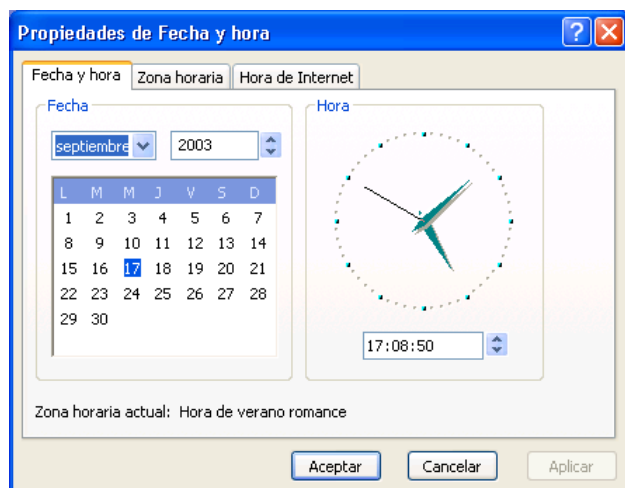 Propiedades de Fecha y hora
Fecha y hora Zona horaria Hora de Internet
Fecha
septiembre 2003
L M M J V S D
1 2 3 4 5 6 7
8 9 10 11 12 13 14
15 16 17 18 19 20 21
22 23 24 25 26 27 28
29 30
Hora
17:08:50
Zona horaria actual: Hora de verano romance
Aceptar Cancelar Aplicar